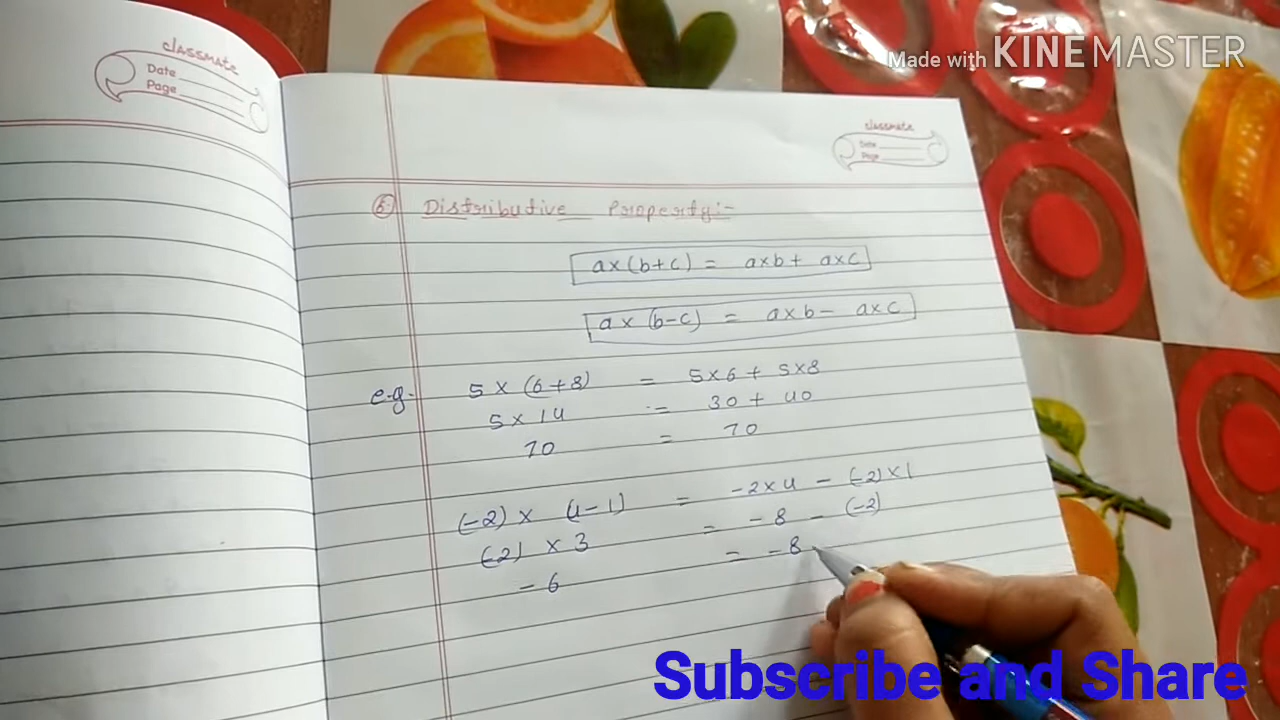 Made with KINEMASTER
classmate
Date
Page
classmate
Date
Page
6. Distributive Property:-
a×(b+c) = a×b + a×c
a×(b-c) = a×b - a×c
e.g. 5×(6+8) = 5×6 + 5×8
5×14 = 30 + 40
70 = 70
(-2) × (4-1) = -2×4 - (-2)×1
(-2) × 3 = -8 - (-2)
-6 = -8
Subscribe and Share